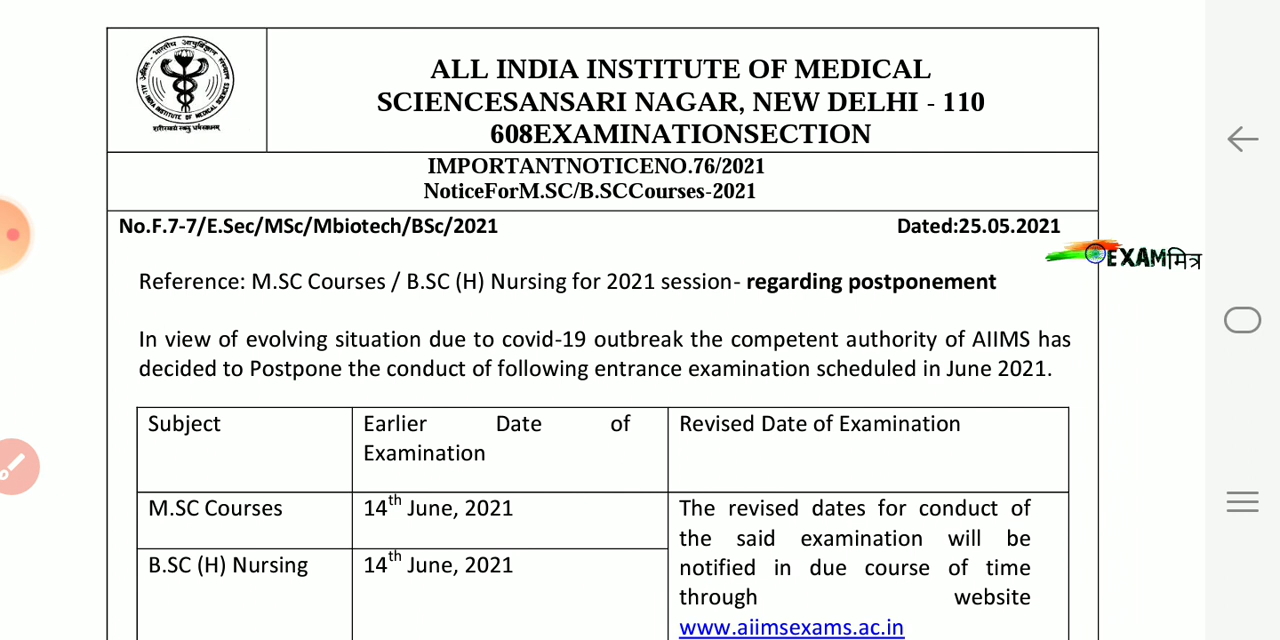 ALL INDIA INSTITUTE OF MEDICAL
SCIENCESANSARI NAGAR, NEW DELHI - 110
608EXAMINATIONSECTION
IMPORTANTNOTICENO.76/2021
NoticeForM.SC/B.SCCourses-2021
No.F.7-7/E.Sec/MSc/Mbiotech/BSc/2021 Dated:25.05.2021
EXAMमित्र
Reference: M.SC Courses / B.SC (H) Nursing for 2021 session- regarding postponement
In view of evolving situation due to covid-19 outbreak the competent authority of AIIMS has
decided to Postpone the conduct of following entrance examination scheduled in June 2021.
Subject
Earlier Date of
Examination
Revised Date of Examination
M.SC Courses
14th June, 2021
B.SC (H) Nursing
14th June, 2021
The revised dates for conduct of
the said examination will be
notified in due course of time
through website
www.aiimsexams.ac.in